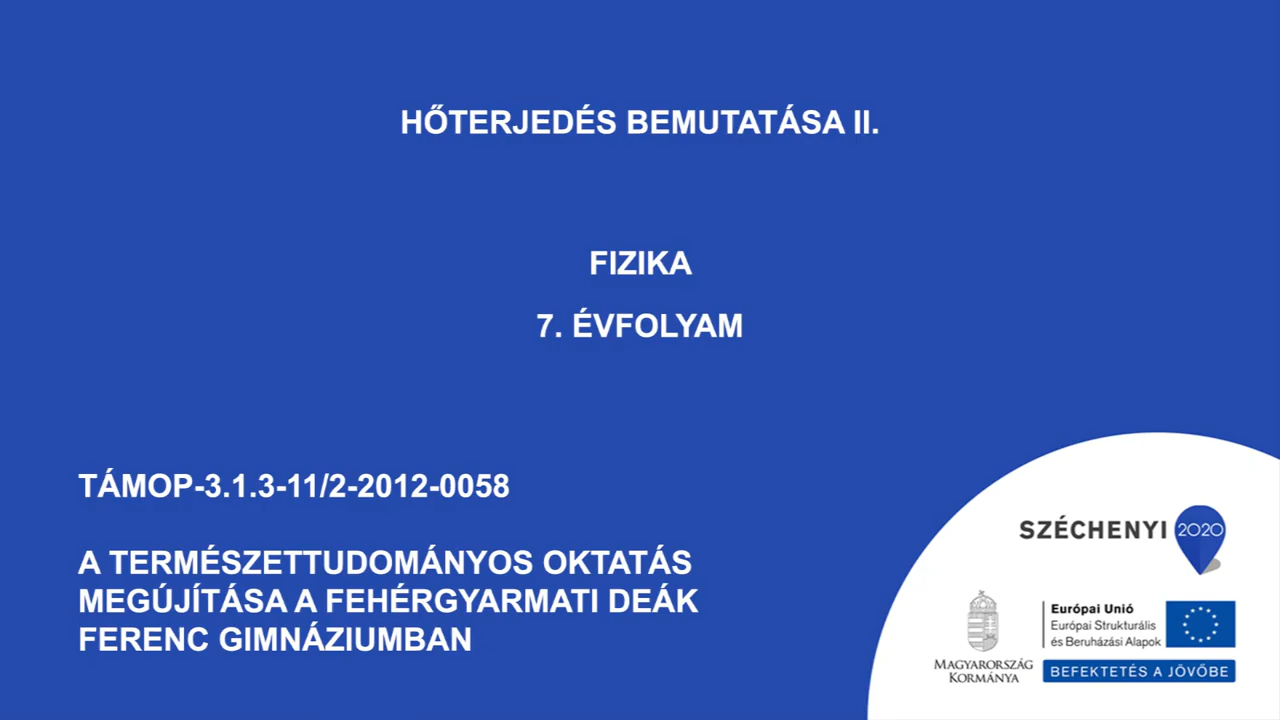 HŐTERJEDÉS BEMUTATÁSA II.
FIZIKA
7. ÉVFOLYAM
TÁMOP-3.1.3-11/2-2012-0058
A TERMÉSZETTUDOMÁNYOS OKTATÁS
MEGÚJÍTÁSA A FEHÉRGYARMATI DEÁK
FERENC GIMNÁZIUMBAN
SZÉCHENYI 2020
MAGYARORSZÁG
KORMÁNYA
Európai Unió
Európai Strukturális
és Beruházási Alapok
BEFEKTETÉS A JÖVŐBE